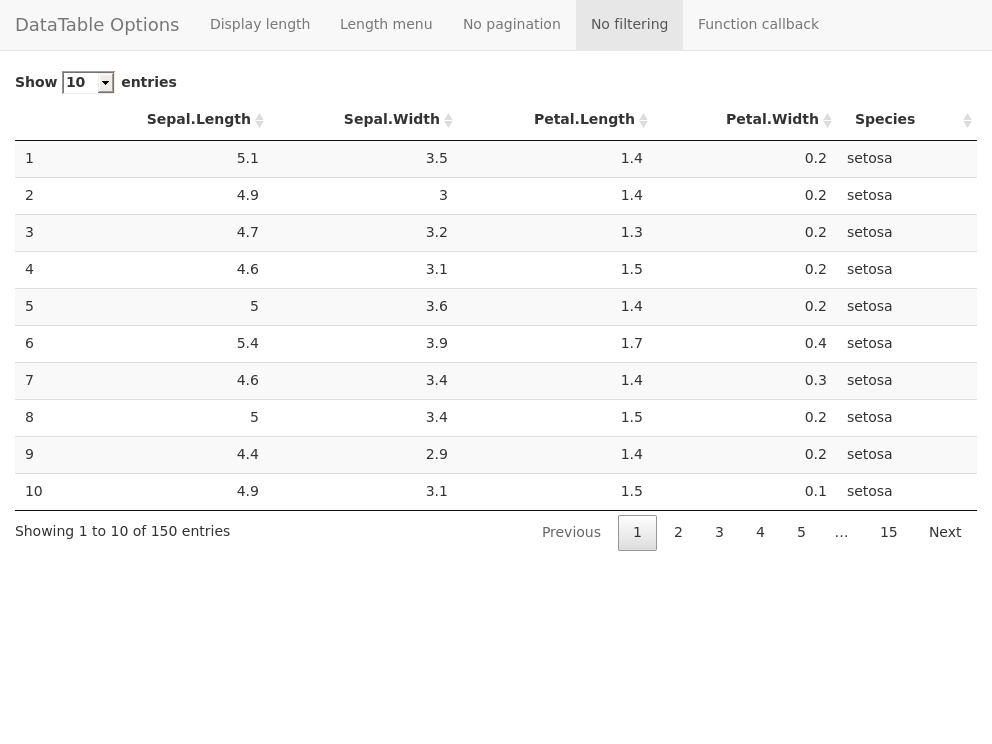 DataTable Options Display length Length menu No pagination No filtering Function callback
Show 10 entries
Sepal.Length Sepal.Width Petal.Length Petal.Width Species
1 5.1 3.5 1.4 0.2 setosa
2 4.9 3 1.4 0.2 setosa
3 4.7 3.2 1.3 0.2 setosa
4 4.6 3.1 1.5 0.2 setosa
5 5 3.6 1.4 0.2 setosa
6 5.4 3.9 1.7 0.4 setosa
7 4.6 3.4 1.4 0.3 setosa
8 5 3.4 1.5 0.2 setosa
9 4.4 2.9 1.4 0.2 setosa
10 4.9 3.1 1.5 0.1 setosa
Showing 1 to 10 of 150 entries Previous 1 2 3 4 5 … 15 Next